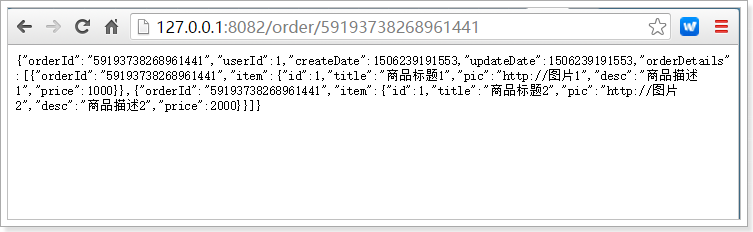 127.0.0.1:8082/order/59193738268961441
{"orderId":"59193738268961441","userId":1,"createDate":1506239191553,"updateDate":1506239191553,"orderDetails"
:[{"orderId":"59193738268961441","item":{"id":1,"title":"商品标题1","pic":"http://图片1","desc":"商品描述
1","price":1000}},{"orderId":"59193738268961441","item":{"id":1,"title":"商品标题2","pic":"http://图片
2","desc":"商品描述2","price":2000}}]}